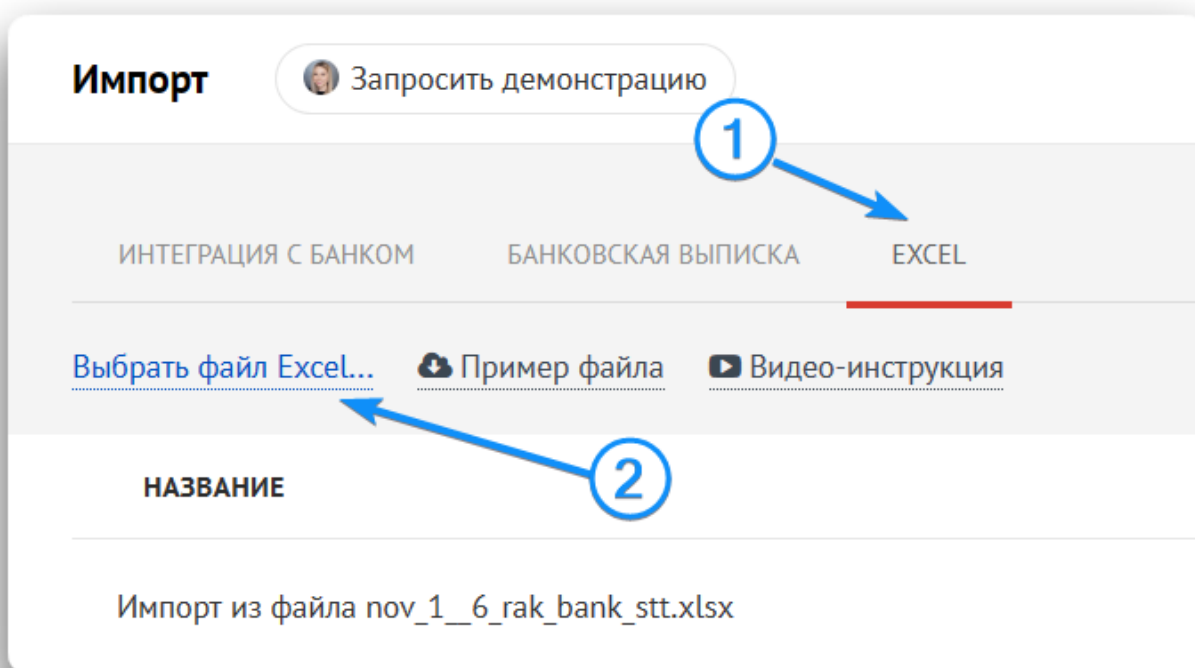 Импорт
Запросить демонстрацию
1
ИНТЕГРАЦИЯ С БАНКОМ БАНКОВСКАЯ ВЫПИСКА EXCEL
Выбрать файл Excel... Пример файла Видео-инструкция
2
НАЗВАНИЕ
Импорт из файла nov_1__6_rak_bank_stt.xlsx